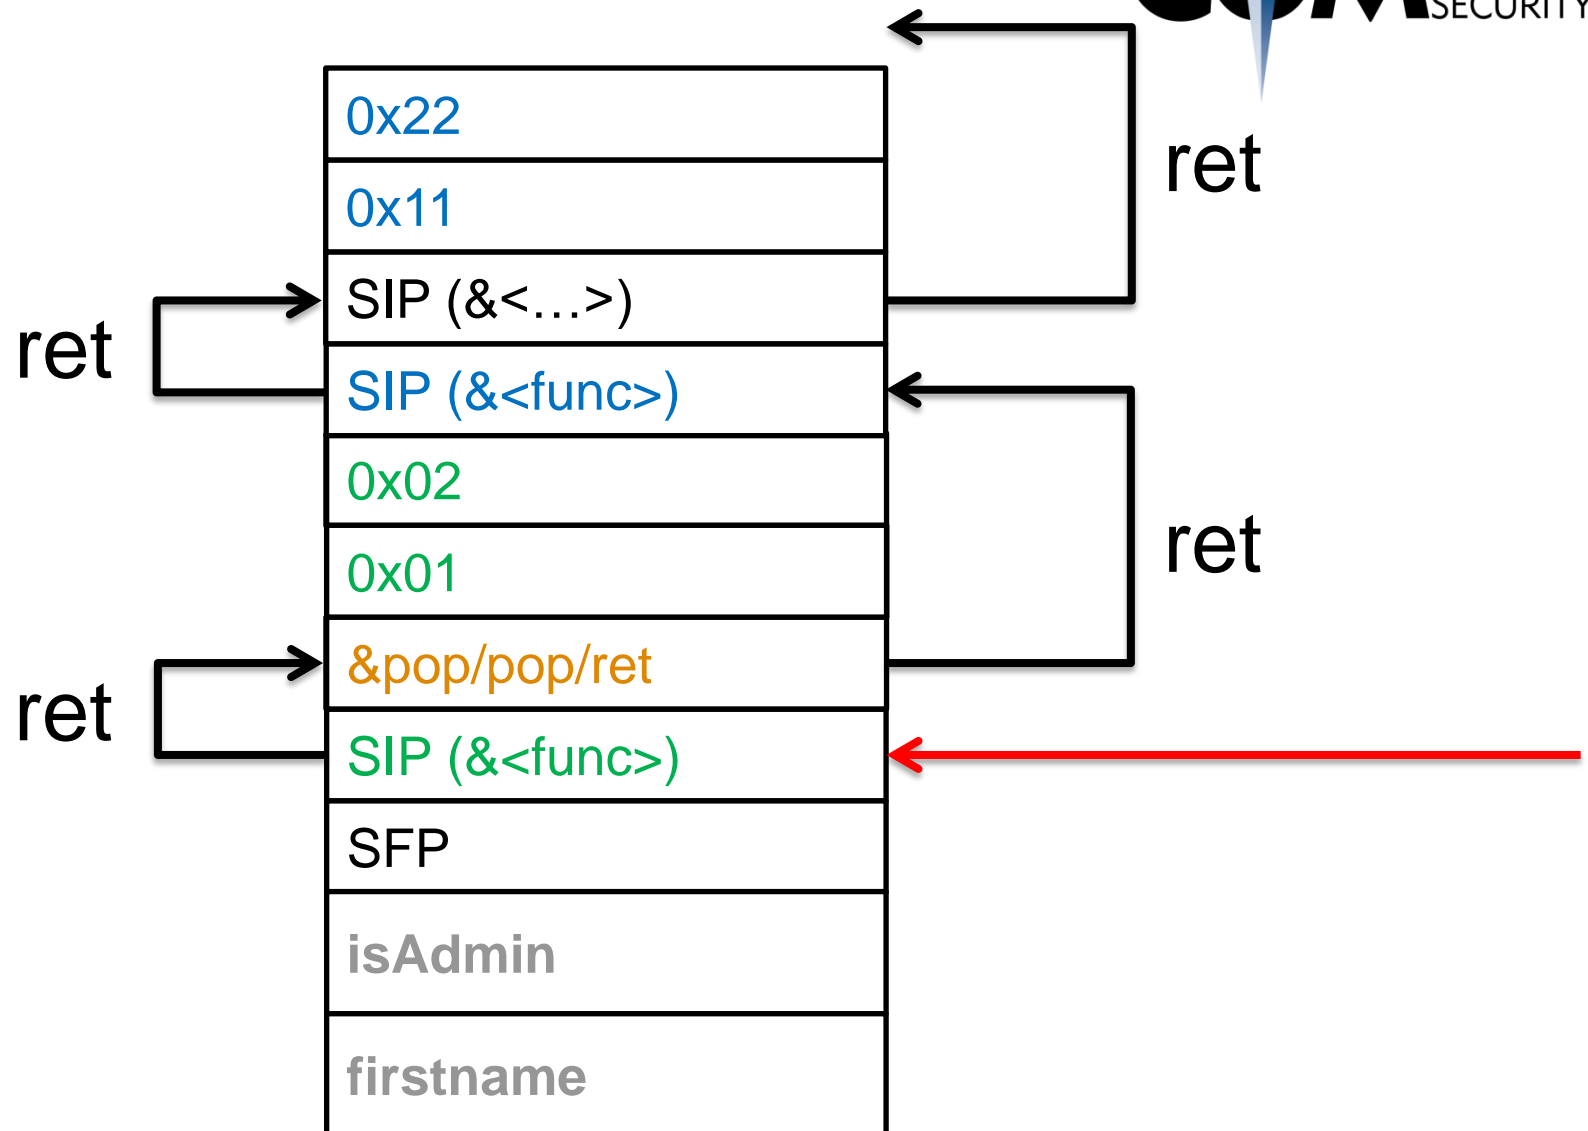 SECURITY
0x22
ret
0x11
SIP (&<...>)
ret
SIP (&<func>)
0x02
ret
0x01
&pop/pop/ret
ret
SIP (&<func>)
SFP
isAdmin
firstname